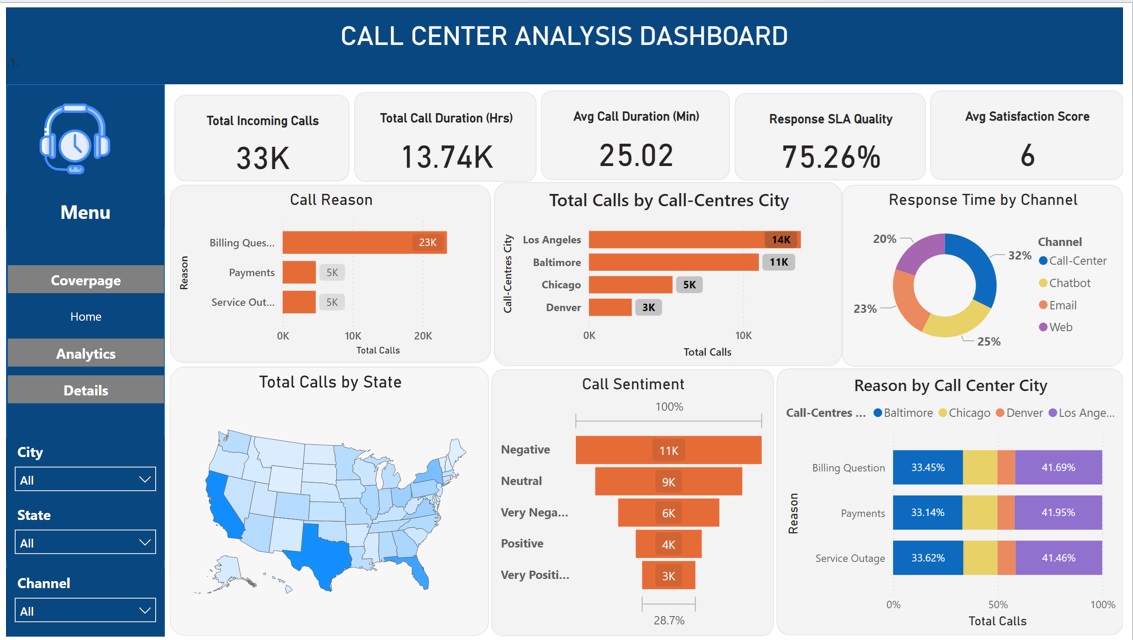 CALL CENTER ANALYSIS DASHBOARD
Menu
Coverpage
Home
Analytics
Details
City
All
State
All
Channel
All
Total Incoming Calls
33K
Total Call Duration (Hrs)
13.74K
Avg Call Duration (Min)
25.02
Response SLA Quality
75.26%
Avg Satisfaction Score
6
Call Reason
Reason
Billing Ques... 23K
Payments 5K
Service Out... 5K
0K 10K 20K
Total Calls
Total Calls by Call-Centres City
Call-Centres City
Los Angeles 14K
Baltimore 11K
Chicago 5K
Denver 3K
0K 10K
Total Calls
Response Time by Channel
20%
32%
23%
25%
Channel
Call-Center
Chatbot
Email
Web
Total Calls by State
Call Sentiment
100%
Negative 11K
Neutral 9K
Very Nega... 6K
Positive 4K
Very Positi... 3K
28.7%
Reason by Call Center City
Call-Centres ... Baltimore Chicago Denver Los Ange...
Reason
Billing Question 33.45% 41.69%
Payments 33.14% 41.95%
Service Outage 33.62% 41.46%
0% 50% 100%
Total Calls